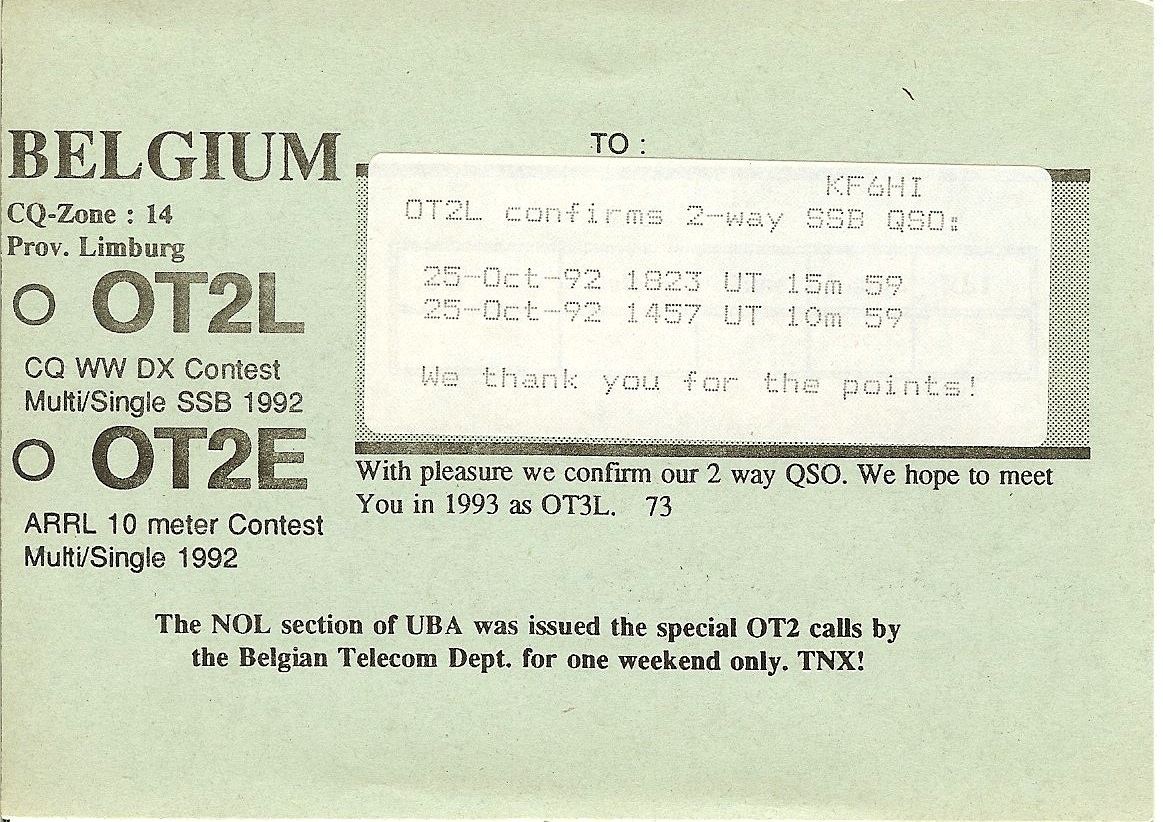 BELGIUM
CQ-Zone : 14
Prov. Limburg
OT2L
CQ WW DX Contest
Multi/Single SSB 1992
OT2E
ARRL 10 meter Contest
Multi/Single 1992
TO :
KF6HI
OT2L confirms 2-way SSB QSO:
25-Oct-92 1823 UT 15m 59
25-Oct-92 1457 UT 10m 59
We thank you for the points!
With pleasure we confirm our 2 way QSO. We hope to meet
You in 1993 as OT3L. 73
The NOL section of UBA was issued the special OT2 calls by
the Belgian Telecom Dept. for one weekend only. TNX!